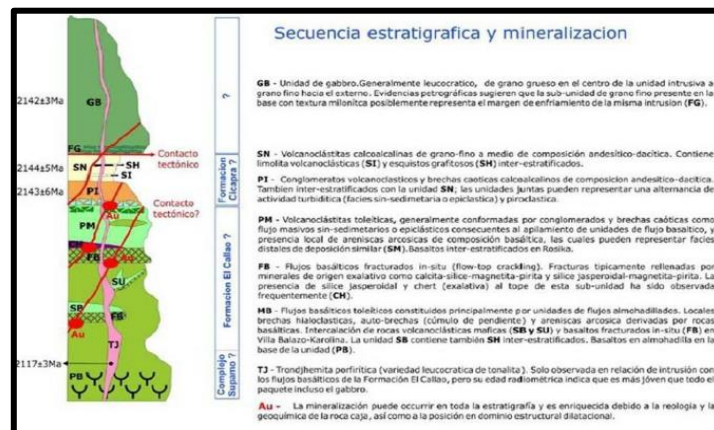 Secuencia estratigrafica y mineralizacion
2142±3Ma
GB
FG
2144±5Ma
SN
SH
SI
2143±6Ma
PI
Au
PM
CH
FB
Au
SU
SB
FB
Au
TJ
2117±3Ma
PB
Contacto
tectónico
Contacto
tectónico?
?
Formacion
Cicapra ?
Formacion El Callao ?
Complejo
Supamo ?
GB - Unidad de gabbro.Generalmente leucocratico, de grano grueso en el centro de la unidad intrusiva a
grano fino hacia el externo. Evidencias petrográficas sugieren que la sub-unidad de grano fino presente en la
base con textura milonítca posiblemente representa el margen de enfriamiento de la misma intrusion (FG).
SN - Volcanoclástitas calcoalcalinas de grano-fino a medio de composición andesítico-dacítica. Contiene
limolita volcanoclásticas (SI) y esquistos grafitosos (SH) inter-estratificados.
PI - Conglomeratos volcanoclasticos y brechas caoticas calcoalcalinas de composicion andesitico-dacitica.
Tambien inter-estratificados con la unidad SN; las unidades juntas pueden representar una alternancia de
actividad turbiditica (facies sin-sedimetaria o epiclastica) y piroclastica.
PM - Volcanoclástitas toleíticas, generalmente conformadas por conglomerados y brechas caóticas como
flujo masivos sin-sedimetarios o epiclásticos consecuentes al apilamiento de unidades de flujo basaltico, y
presencia local de areniscas arcosicas de composición basáltica, las cuales pueden representar facies
distales de deposición similar (SM).Basaltos inter-estratificados en Rosika.
FB - Flujos basálticos fracturados in-situ (flow-top crackling). Fracturas tipicamente rellenadas por
minerales de origen exalativo como calcita-silice-magnetita-pirita y silice jasperoidal-magnetita-pirita. La
presencia de silice jasperoidal y chert (exalativa) al tope de esta sub-unidad ha sido observada
frequentemente (CH).
MB - Flujos basálticos toleíticos constituidos principalmente por unidades de flujos almohadillados. Locales
brechas hialoclasticas, auto-brechas (cúmulo de pendiente) y areniscas arcosica derivadas por rocas
basálticas. Intercalación de rocas volcanoclásticas maficas (SB y SU) y basaltos fracturados in-situ (FB) en
Villa Balazo-Karolina. La unidad SB contiene también SH inter-estratificados. Basaltos en almohadilla en la
base de la unidad (PB).
TJ - Trondjhemita porfirítica (variedad leucocratica de tonalita). Solo observada en relación de intrusión con
los flujos basálticos de la Formación El Callao, pero su edad radiométrica indica que es más jóven que todo el
paquete incluso el gabbro.
Au - La mineralización puede occurrir en toda la estratigrafía y es enriquecida debido a la reologia y la
geoquímica de la roca caja, así como a la posición en dominio estructural dilatacional.